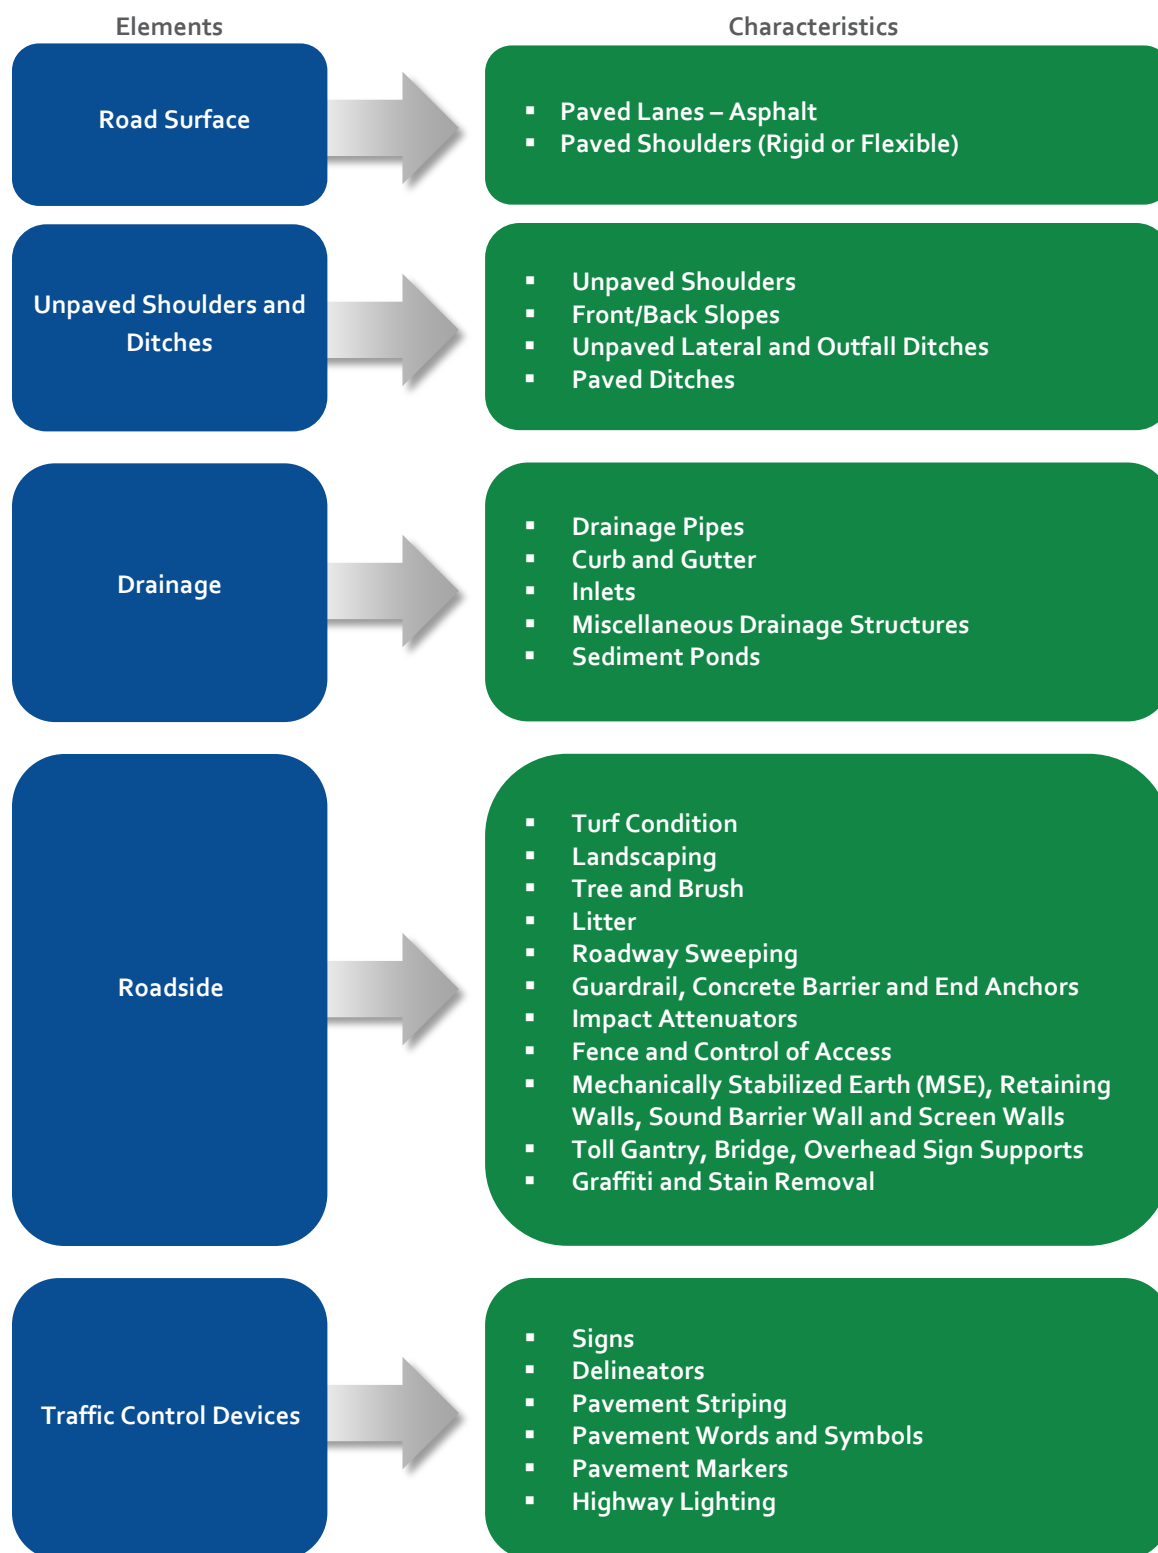 Elements
Characteristics
Road Surface
▪ Paved Lanes – Asphalt
▪ Paved Shoulders (Rigid or Flexible)
Unpaved Shoulders and
Ditches
▪ Unpaved Shoulders
▪ Front/Back Slopes
▪ Unpaved Lateral and Outfall Ditches
▪ Paved Ditches
Drainage
▪ Drainage Pipes
▪ Curb and Gutter
▪ Inlets
▪ Miscellaneous Drainage Structures
▪ Sediment Ponds
Roadside
▪ Turf Condition
▪ Landscaping
▪ Tree and Brush
▪ Litter
▪ Roadway Sweeping
▪ Guardrail, Concrete Barrier and End Anchors
▪ Impact Attenuators
▪ Fence and Control of Access
▪ Mechanically Stabilized Earth (MSE), Retaining
Walls, Sound Barrier Wall and Screen Walls
▪ Toll Gantry, Bridge, Overhead Sign Supports
▪ Graffiti and Stain Removal
Traffic Control Devices
▪ Signs
▪ Delineators
▪ Pavement Striping
▪ Pavement Words and Symbols
▪ Pavement Markers
▪ Highway Lighting